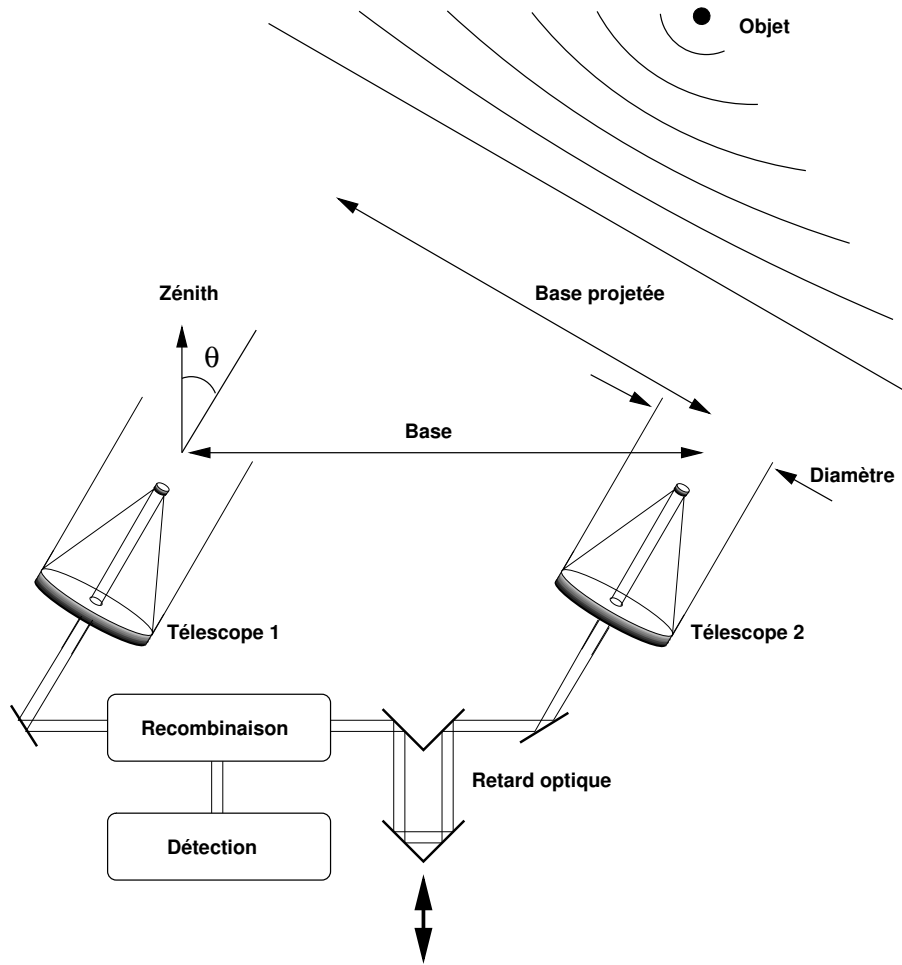 Objet
Base projetée
Zénith
θ
Base
Diamètre
Télescope 1
Télescope 2
Recombinaison
Retard optique
Détection